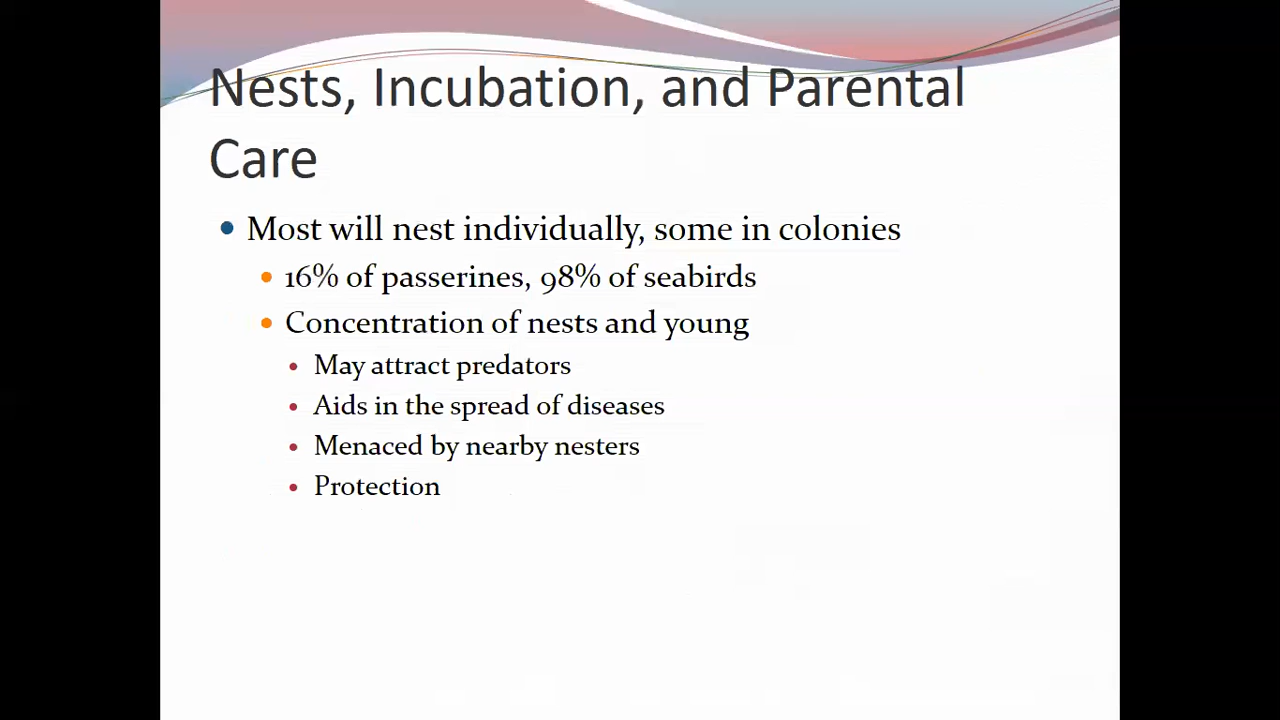 Nests, Incubation, and Parental
Care
Most will nest individually, some in colonies
16% of passerines, 98% of seabirds
Concentration of nests and young
May attract predators
Aids in the spread of diseases
Menaced by nearby nesters
Protection